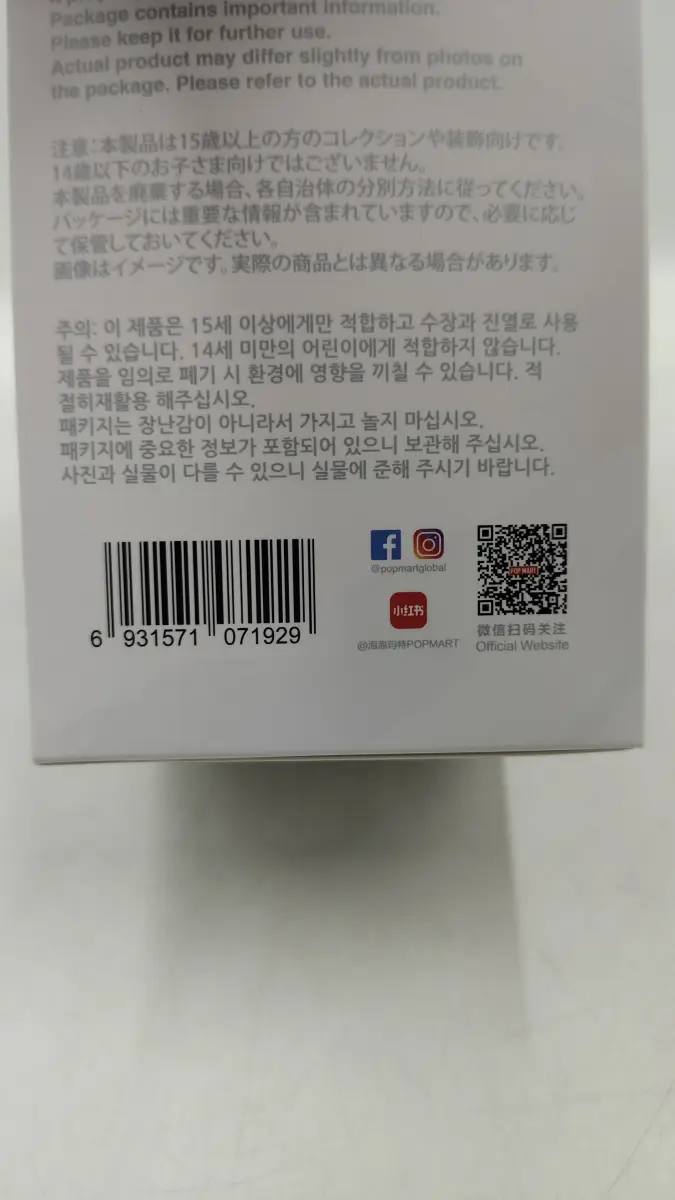 Package contains important information.
Please keep it for further use.
Actual product may differ slightly from photos on
the package. Please refer to the actual product.
注意：本製品は15歳以上の方のコレクションや装飾向けです。
14歳以下のお子さま向けではございません。
本製品を廃棄する場合、各自治体の分別方法に従ってください。
パッケージには重要な情報が含まれていますので、必要に応じ
て保管しておいてください。
画像はイメージです。実際の商品とは異なる場合があります。
주의: 이 제품은 15세 이상에게만 적합하고 수장과 진열로 사용
될 수 있습니다. 14세 미만의 어린이에게 적합하지 않습니다.
제품을 임의로 폐기 시 환경에 영향을 끼칠 수 있습니다. 적
절히재활용 해주십시오.
패키지는 장난감이 아니라서 가지고 놀지 마십시오.
패키지에 중요한 정보가 포함되어 있으니 보관해 주십시오.
사진과 실물이 다를 수 있으니 실물에 준해 주시기 바랍니다.
6 931571 071929
@popmartglobal
小红书
@泡泡玛特POPMART
POP MART
微信扫码关注
Official Website